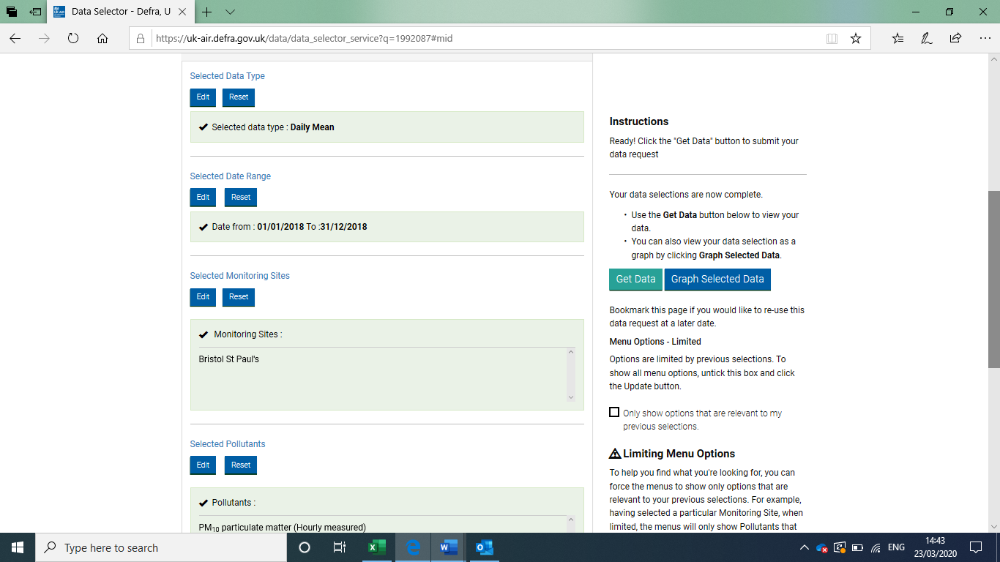 Data Selector - Defra, U
https://uk-air.defra.gov.uk/data/data_selector_service?q=1992087#mid
Selected Data Type
Edit Reset
Selected data type : Daily Mean
Selected Date Range
Edit Reset
Date from : 01/01/2018 To :31/12/2018
Selected Monitoring Sites
Edit Reset
Monitoring Sites :
Bristol St Paul's
Selected Pollutants
Edit Reset
Pollutants :
PM10 particulate matter (Hourly measured)
Instructions
Ready! Click the "Get Data" button to submit your
data request
Your data selections are now complete.
• Use the Get Data button below to view your
data.
• You can also view your data selection as a
graph by clicking Graph Selected Data.
Get Data Graph Selected Data
Bookmark this page if you would like to re-use this
data request at a later date.
Menu Options - Limited
Options are limited by previous selections. To
show all menu options, untick this box and click
the Update button.
Only show options that are relevant to my
previous selections.
Limiting Menu Options
To help you find what you're looking for, you can
force the menus to show only options that are
relevant to your previous selections. For example,
having selected a particular Monitoring Site, when
limited, the menus will only show Pollutants that
Type here to search
ENG
14:43
23/03/2020